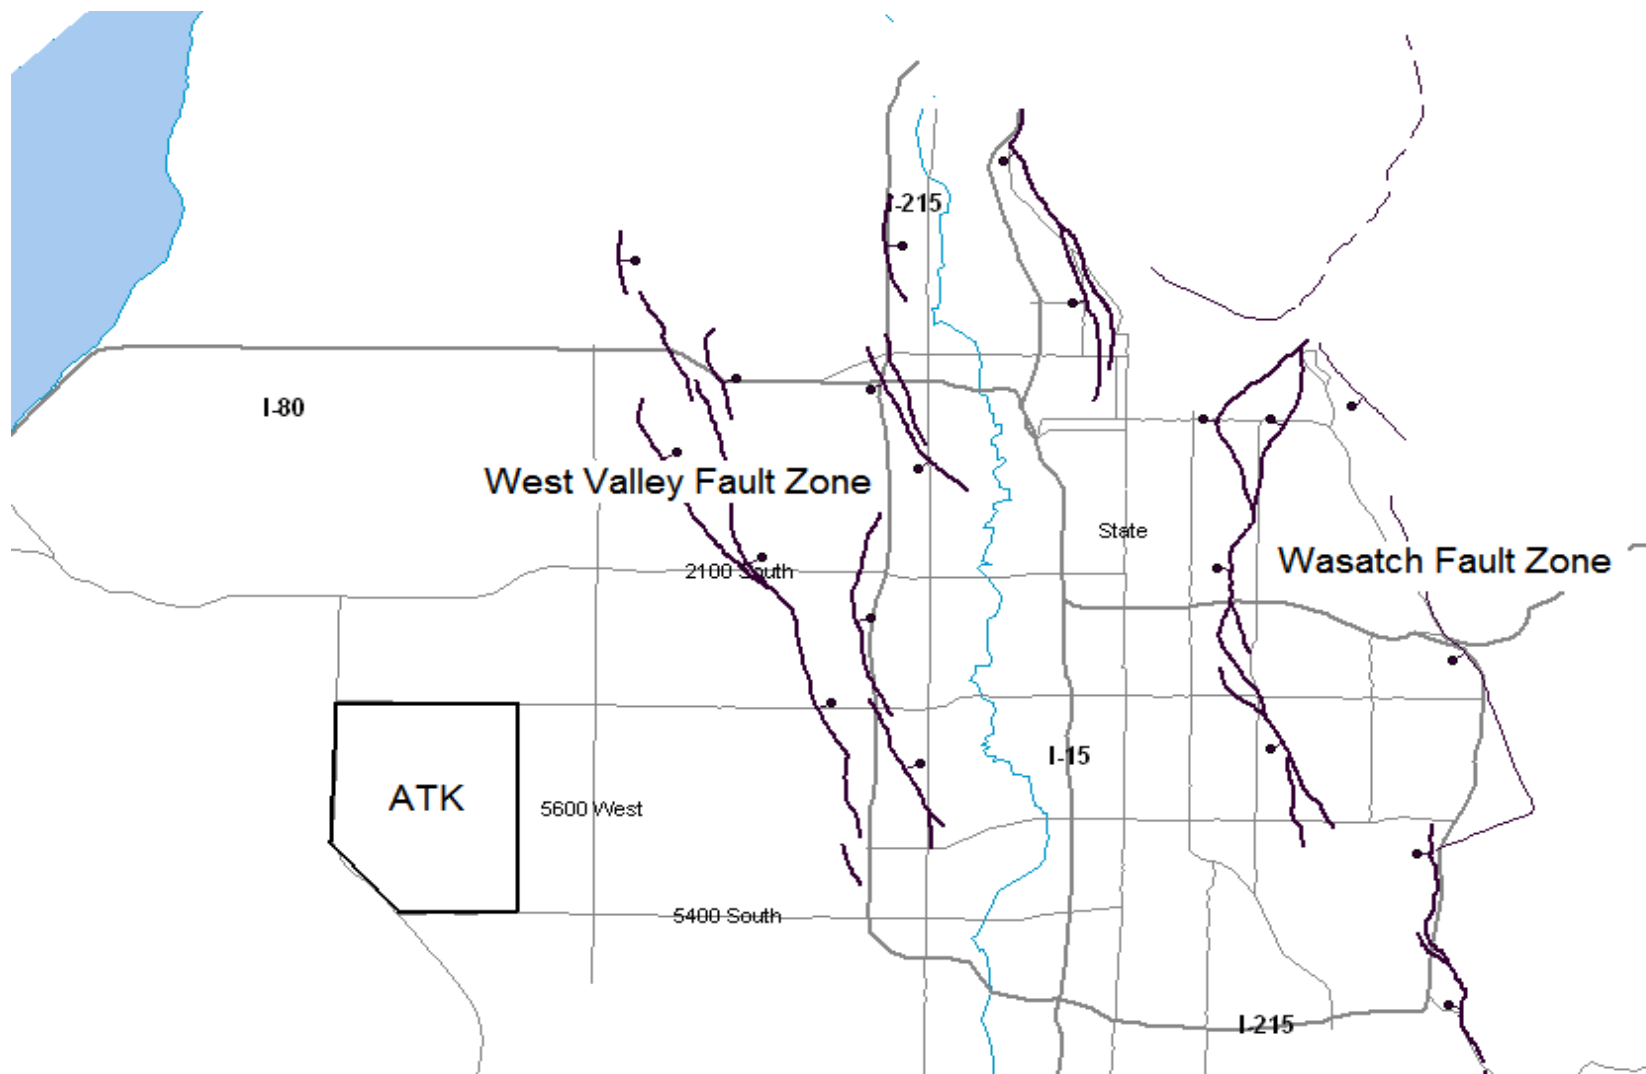 I-215
I-80
West Valley Fault Zone
State
Wasatch Fault Zone
2100 South
I-15
ATK
5600 West
5400 South
I-215